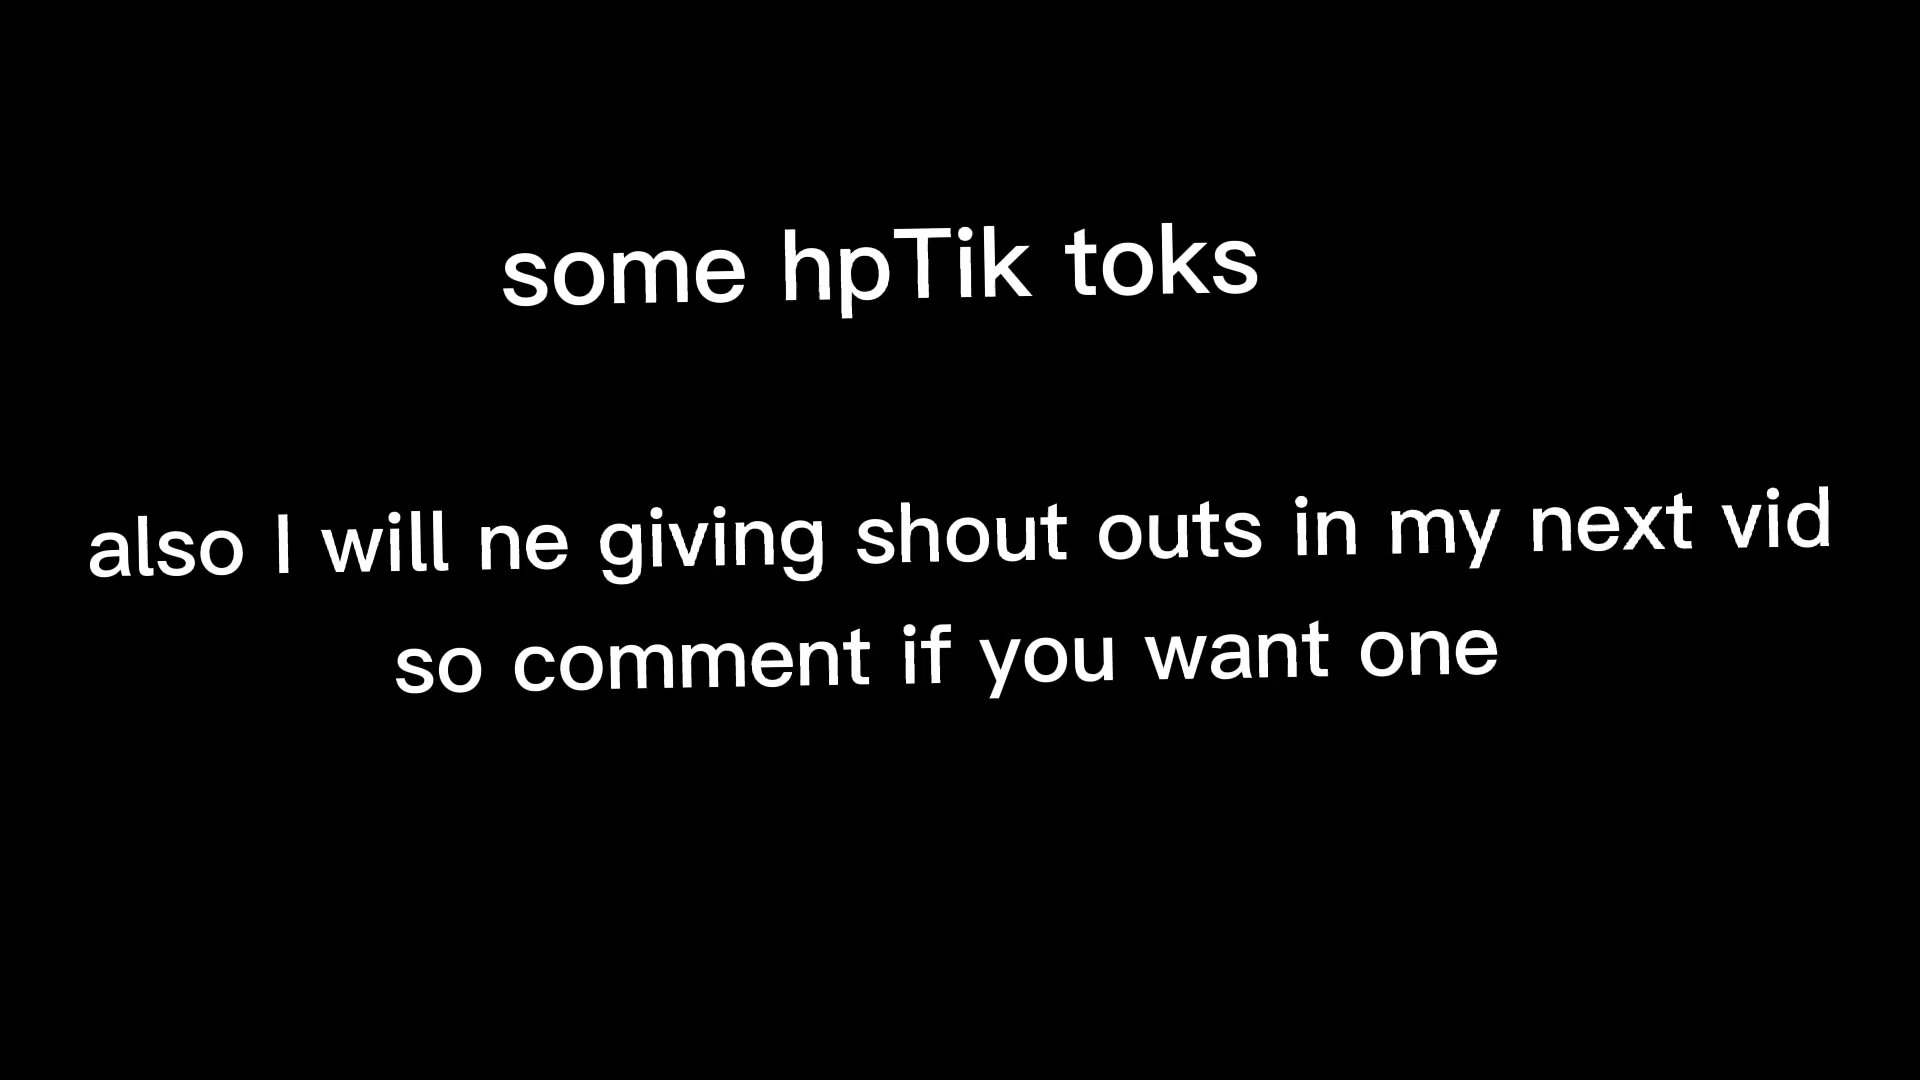 some hpTik toks
also I will ne giving shout outs in my next vid
so comment if you want one